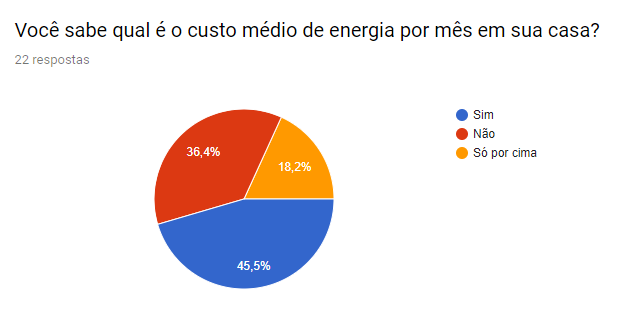 Você sabe qual é o custo médio de energia por mês em sua casa?
22 respostas
Sim
Não
Só por cima
36,4%
18,2%
45,5%